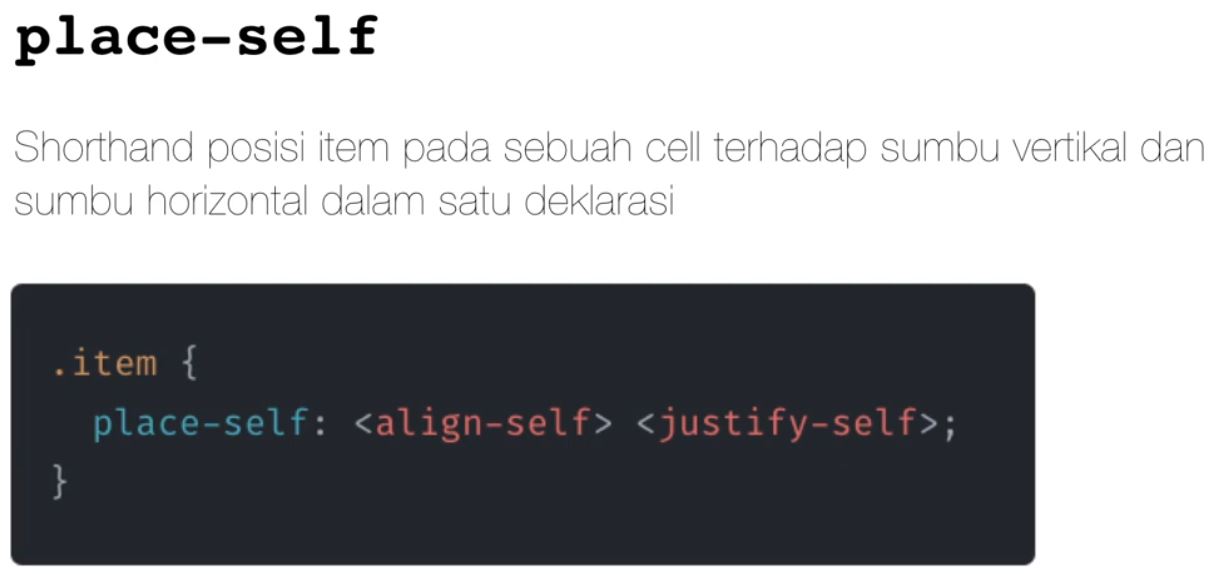 place-self
Shorthand posisi item pada sebuah cell terhadap sumbu vertikal dan
sumbu horizontal dalam satu deklarasi
.item {
  place-self: <align-self> <justify-self>;
}